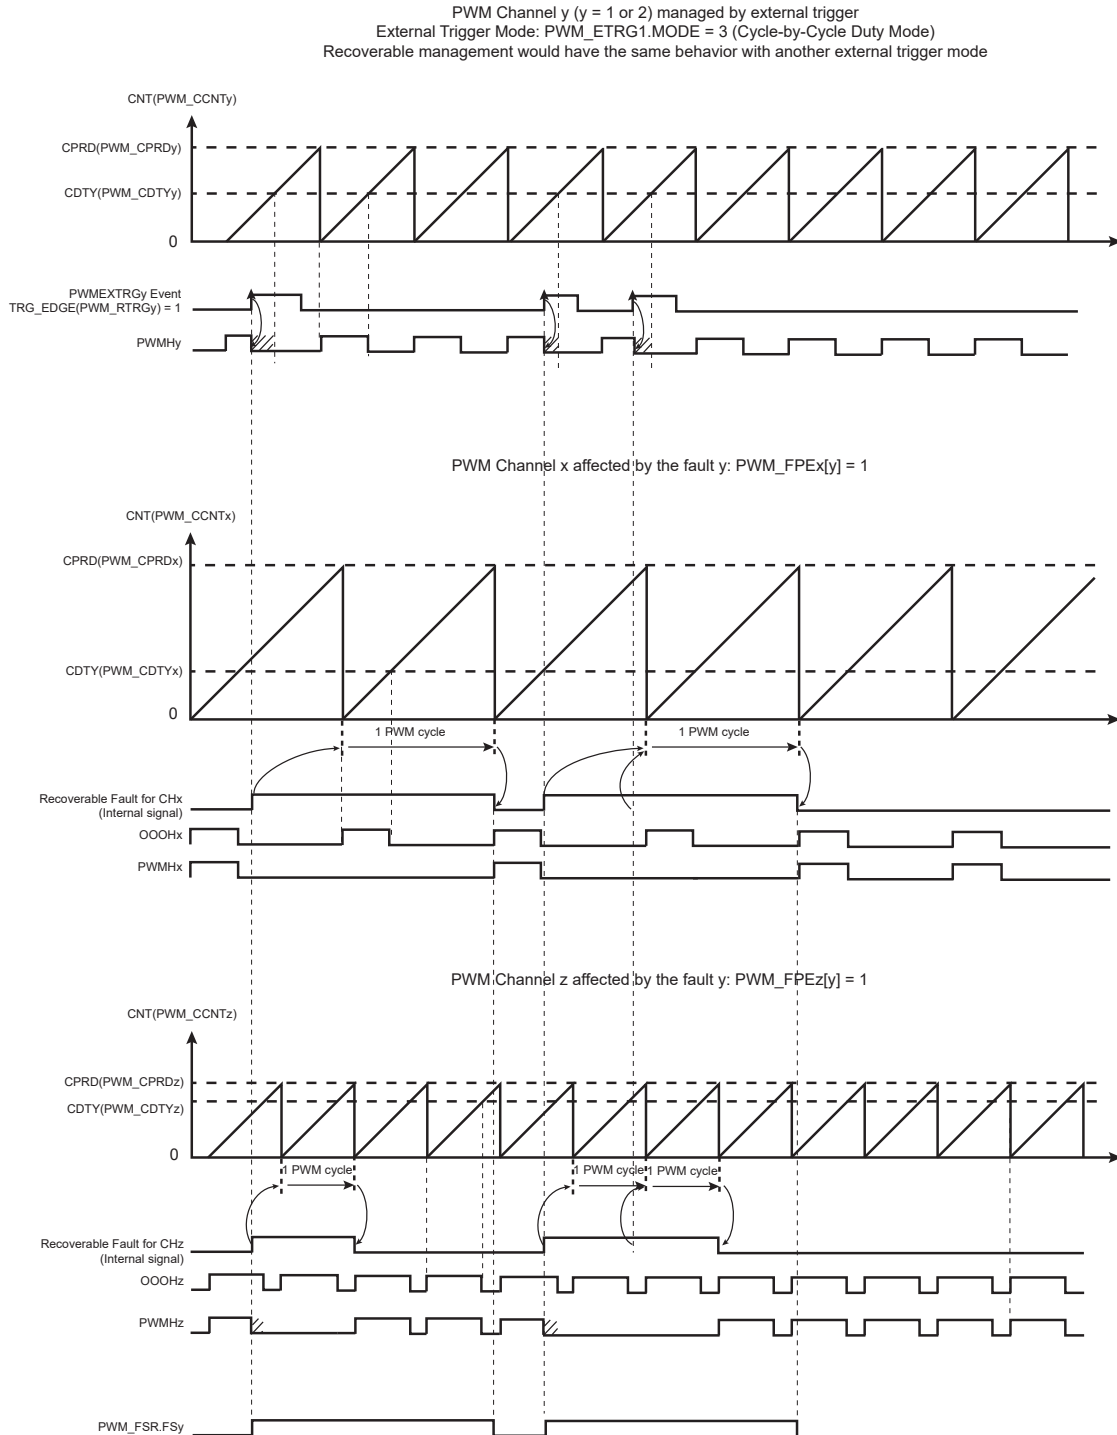 PWM Channel y (y = 1 or 2) managed by external trigger
External Trigger Mode: PWM_ETRG1.MODE = 3 (Cycle-by-Cycle Duty Mode)
Recoverable management would have the same behavior with another external trigger mode
CNT(PWM_CCNTy)
CPRD(PWM_CPRDy)
CDTY(PWM_CDTYy)
0
PWMEXTRGy Event
TRG_EDGE(PWM_RTRGy) = 1
PWMHy
PWM Channel x affected by the fault y: PWM_FPEx[y] = 1
CNT(PWM_CCNTx)
CPRD(PWM_CPRDx)
CDTY(PWM_CDTYx)
0
1 PWM cycle
1 PWM cycle
Recoverable Fault for CHx
(Internal signal)
OOOHx
PWMHx
PWM Channel z affected by the fault y: PWM_FPEz[y] = 1
CNT(PWM_CCNTz)
CPRD(PWM_CPRDz)
CDTY(PWM_CDTYz)
0
1 PWM cycle
1 PWM cycle
1 PWM cycle
Recoverable Fault for CHz
(Internal signal)
OOOHz
PWMHz
PWM_FSR.FSy